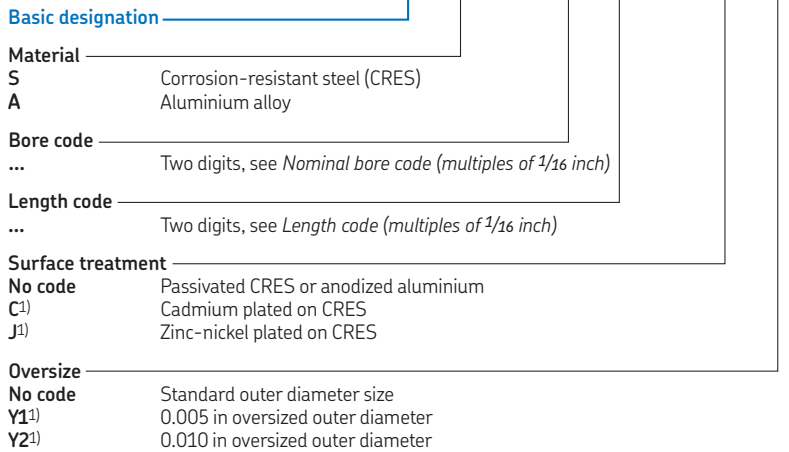 Basic designation
Material
S Corrosion-resistant steel (CRES)
A Aluminium alloy
Bore code
... Two digits, see Nominal bore code (multiples of 1/16 inch)
Length code
... Two digits, see Length code (multiples of 1/16 inch)
Surface treatment
No code Passivated CRES or anodized aluminium
C1) Cadmium plated on CRES
J1) Zinc-nickel plated on CRES
Oversize
No code Standard outer diameter size
Y11) 0.005 in oversized outer diameter
Y21) 0.010 in oversized outer diameter